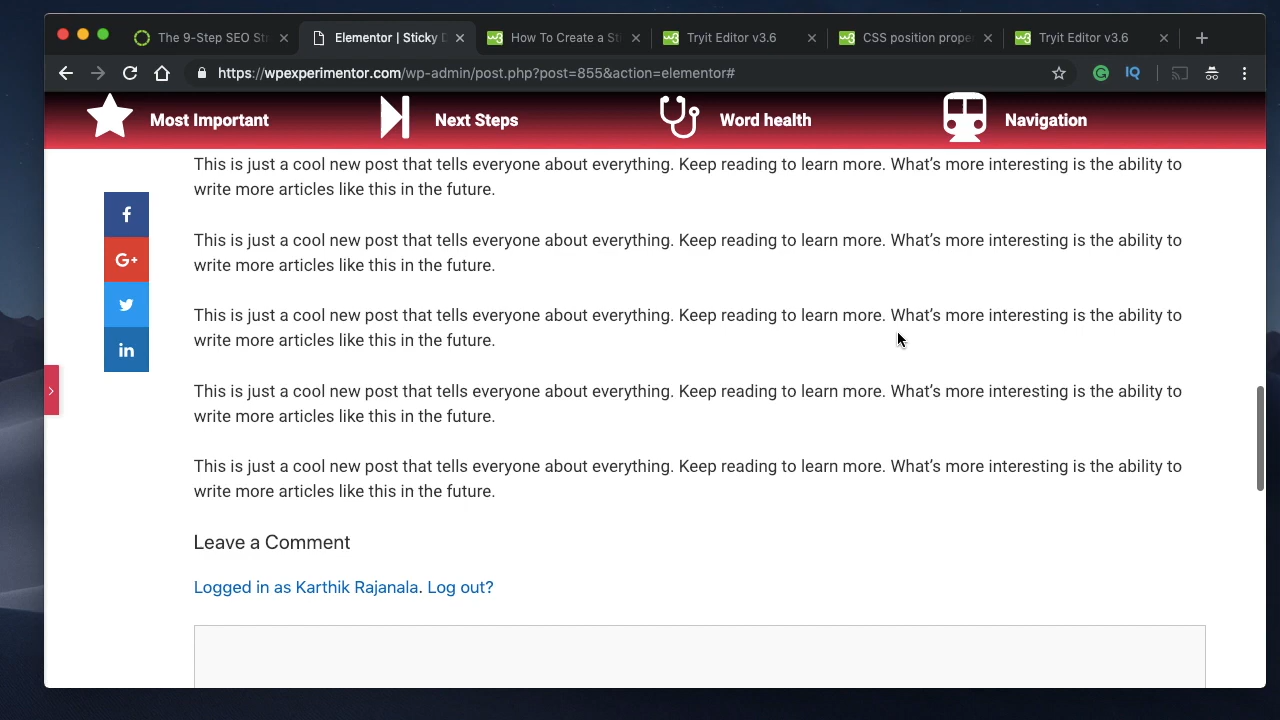 The 9-Step SEO St
Elementor | Sticky
How To Create a St
Tryit Editor v3.6
CSS position prope
Tryit Editor v3.6
https://wpexperimentor.com/wp-admin/post.php?post=855&action=elementor#
IQ
Most Important
Next Steps
Word health
Navigation
This is just a cool new post that tells everyone about everything. Keep reading to learn more. What's more interesting is the ability to
write more articles like this in the future.
This is just a cool new post that tells everyone about everything. Keep reading to learn more. What's more interesting is the ability to
write more articles like this in the future.
This is just a cool new post that tells everyone about everything. Keep reading to learn more. What's more interesting is the ability to
write more articles like this in the future.
This is just a cool new post that tells everyone about everything. Keep reading to learn more. What's more interesting is the ability to
write more articles like this in the future.
This is just a cool new post that tells everyone about everything. Keep reading to learn more. What's more interesting is the ability to
write more articles like this in the future.
Leave a Comment
Logged in as Karthik Rajanala. Log out?